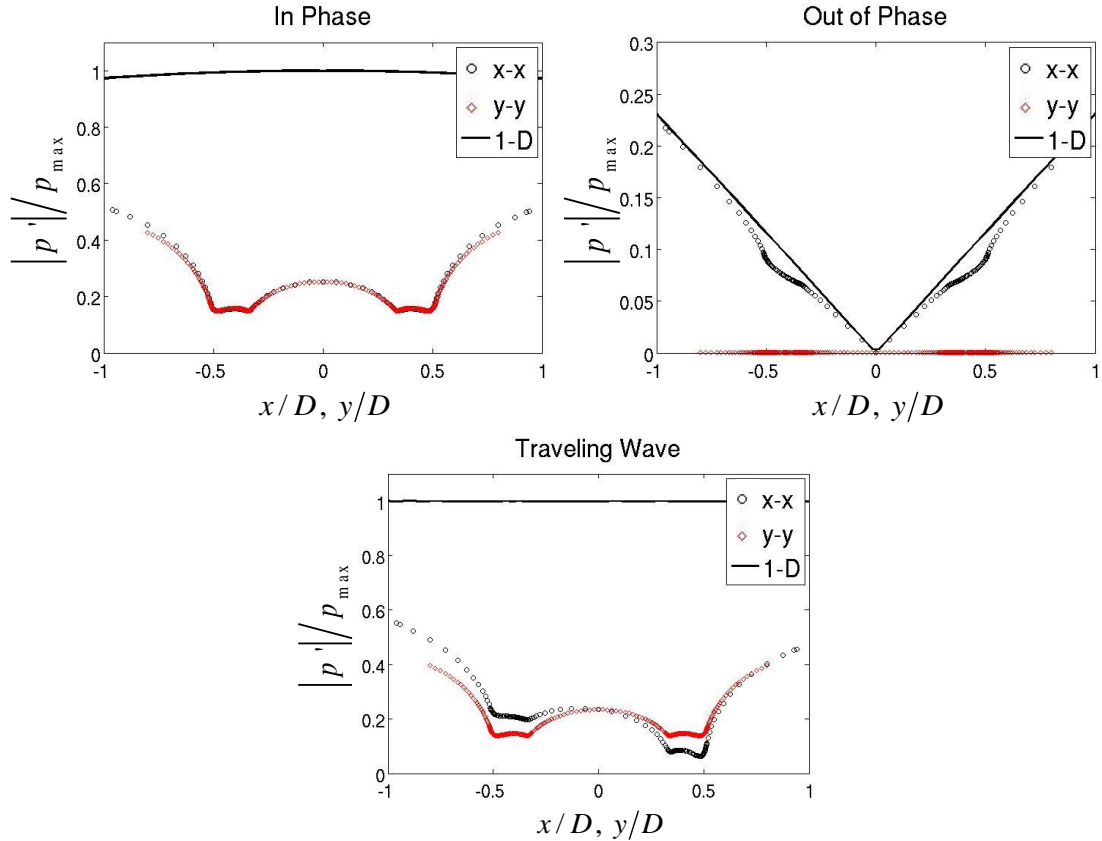 In Phase
1
0.8
0.6
0.4
0.2
0
-1
-0.5
0
0.5
1
x/D, y/D
|p'|/p_max
x-x
y-y
1-D
Out of Phase
0.3
0.25
0.2
0.15
0.1
0.05
0
-1
-0.5
0
0.5
1
x/D, y/D
|p'|/p_max
x-x
y-y
1-D
Traveling Wave
1
0.8
0.6
0.4
0.2
0
-1
-0.5
0
0.5
1
x/D, y/D
|p'|/p_max
x-x
y-y
1-D